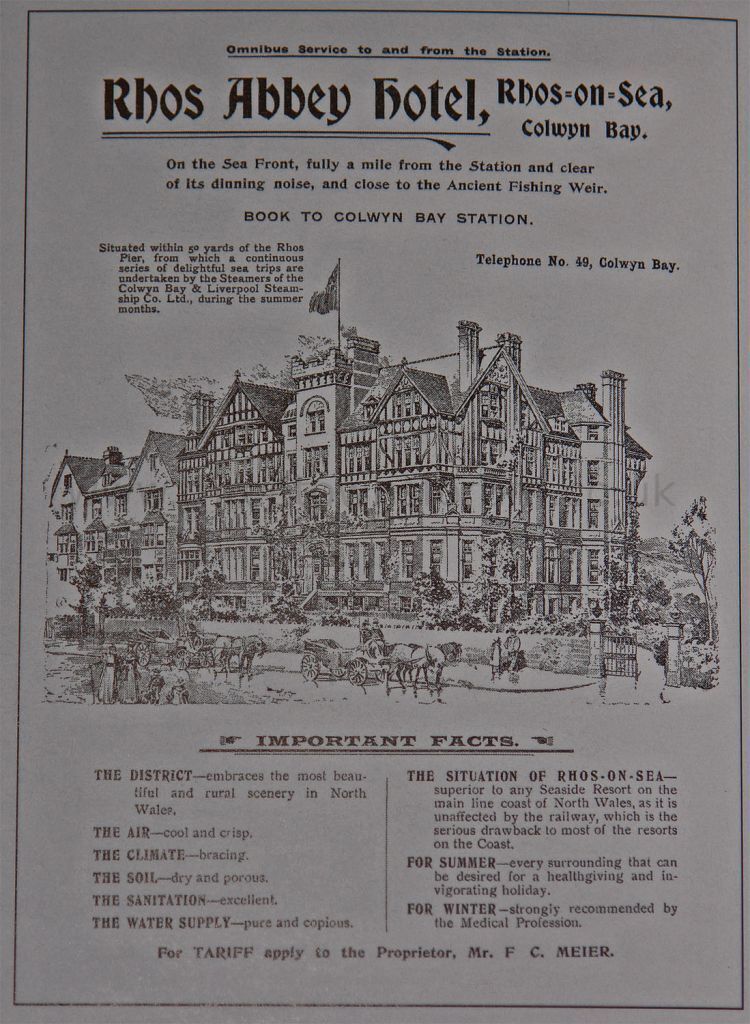 Omnibus Service to and from the Station.
Rhos Abbey Hotel, Rhos=on=Sea,
Colwyn Bay.
On the Sea Front, fully a mile from the Station and clear
of its dinning noise, and close to the Ancient Fishing Weir.
BOOK TO COLWYN BAY STATION.
Situated within 50 yards of the Rhos
Pier, from which a continuous
series of delightful sea trips are
undertaken by the Steamers of the
Colwyn Bay & Liverpool Steam-
ship Co. Ltd., during the summer
months.
Telephone No. 49, Colwyn Bay.
IMPORTANT FACTS.
THE DISTRICT—embraces the most beau-
tiful and rural scenery in North
Wales.
THE AIR—cool and crisp.
THE CLIMATE—bracing.
THE SOIL—dry and porous.
THE SANITATION—excellent.
THE WATER SUPPLY—pure and copious.
THE SITUATION OF RHOS-ON-SEA—
superior to any Seaside Resort on the
main line coast of North Wales, as it is
unaffected by the railway, which is the
serious drawback to most of the resorts
on the Coast.
FOR SUMMER—every surrounding that can
be desired for a healthgiving and in-
vigorating holiday.
FOR WINTER—strongly recommended by
the Medical Profession.
For TARIFF apply to the Proprietor, Mr. F C. MEIER.